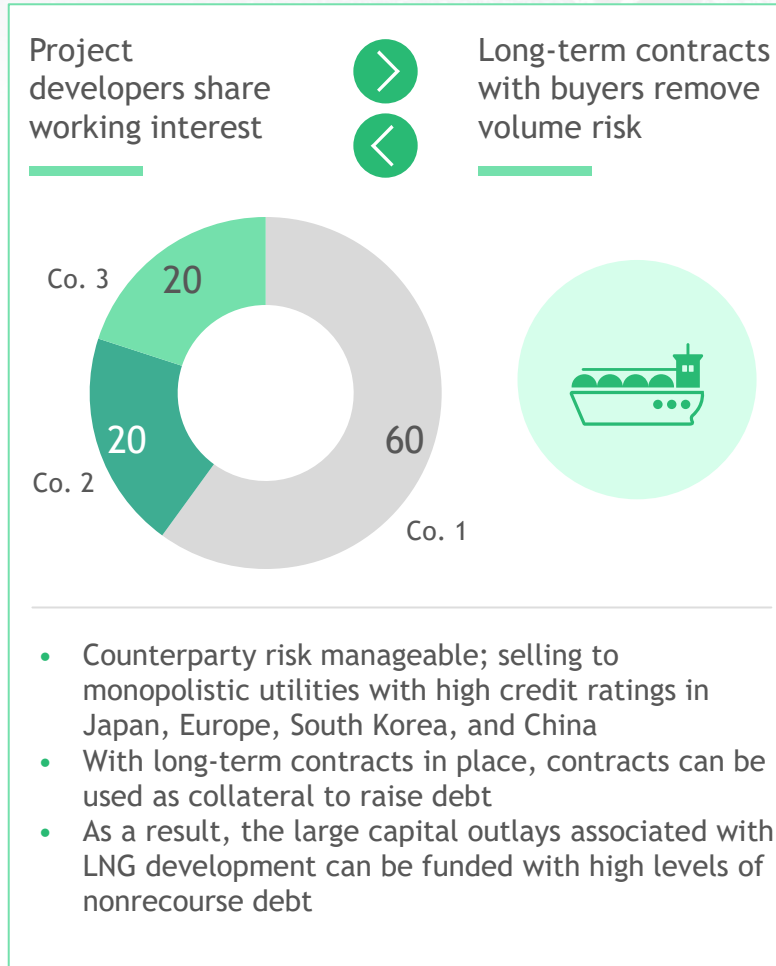 Project
developers share
working interest
Long-term contracts
with buyers remove
volume risk
Co. 3
20
20
Co. 2
60
Co. 1
• Counterparty risk manageable; selling to
monopolistic utilities with high credit ratings in
Japan, Europe, South Korea, and China
• With long-term contracts in place, contracts can be
used as collateral to raise debt
• As a result, the large capital outlays associated with
LNG development can be funded with high levels of
nonrecourse debt